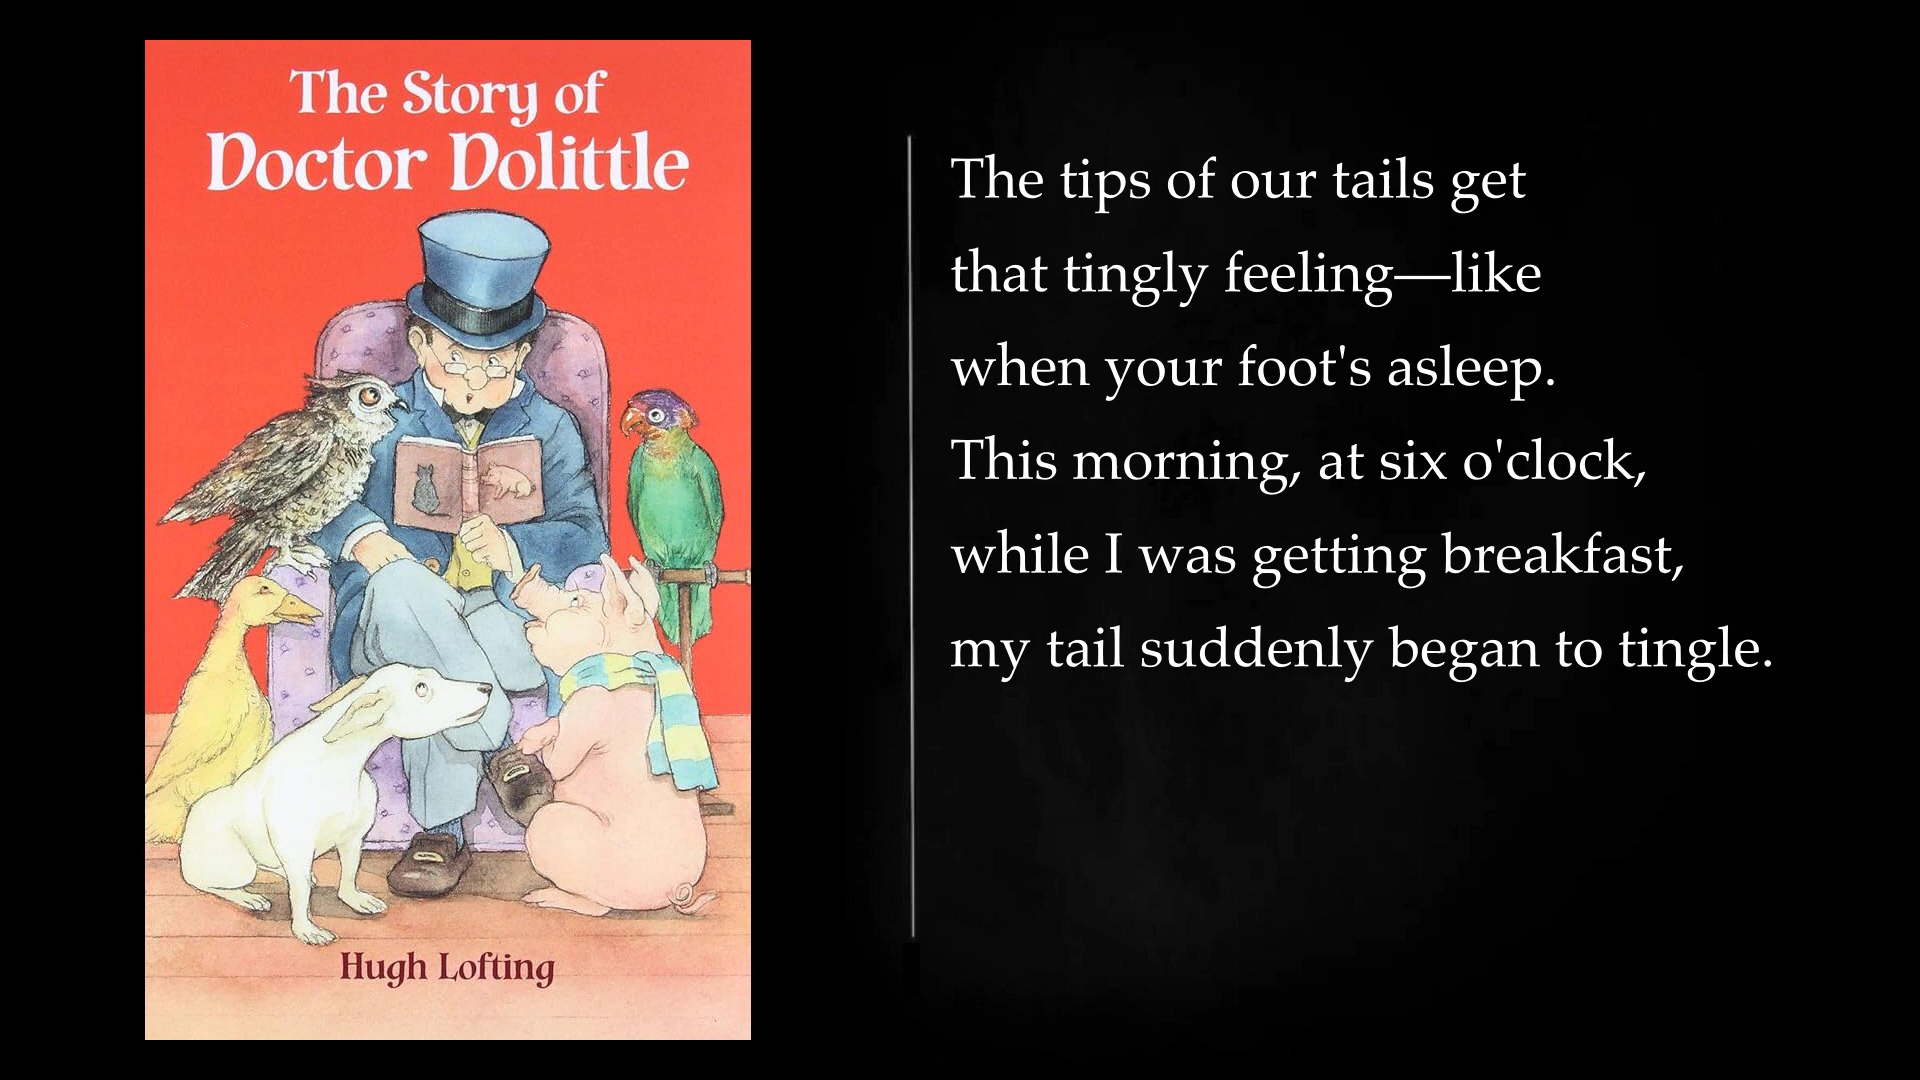 The Story of
Doctor Dolittle
Hugh Lofting
The tips of our tails get
that tingly feeling—like
when your foot's asleep.
This morning, at six o'clock,
while I was getting breakfast,
my tail suddenly began to tingle.